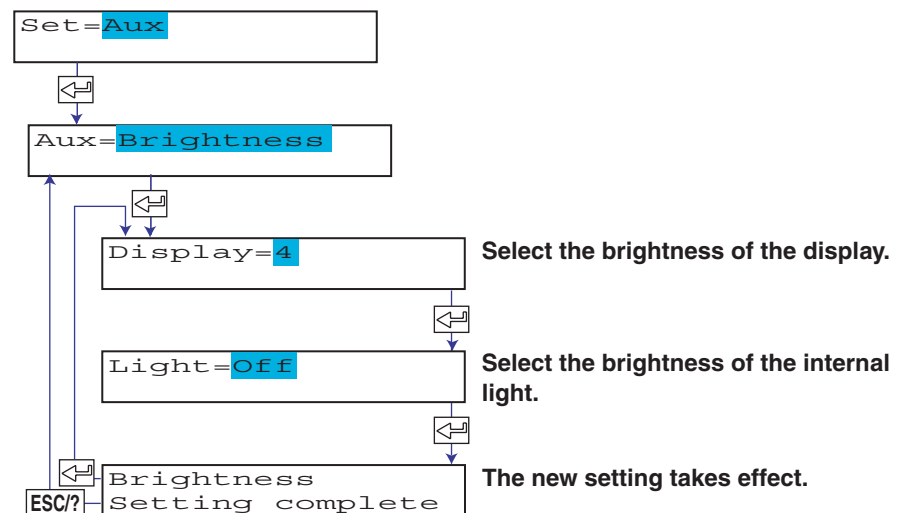 Set=Aux
Aux=Brightness
Display=4
Select the brightness of the display.
Light=Off
Select the brightness of the internal
light.
Brightness
Setting complete
The new setting takes effect.
ESC/?